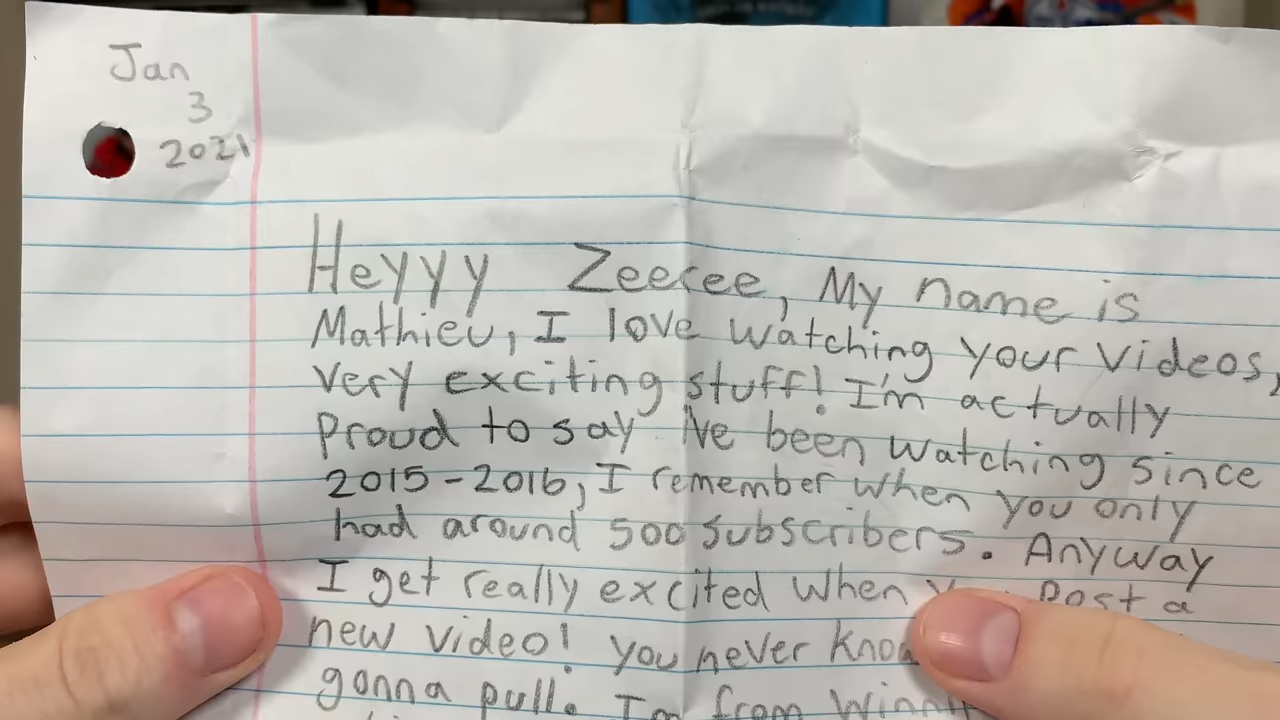 Jan
3
2021
Heyyy Zeecee, My name is
Mathieu, I love watching your videos,
very exciting stuff! I'm actually
Proud to say i've been watching since
2015-2016, I remember when you only
had around 500 subscribers. Anyway
I get really excited when Post a
new video! you never
gonna pull. I'm from